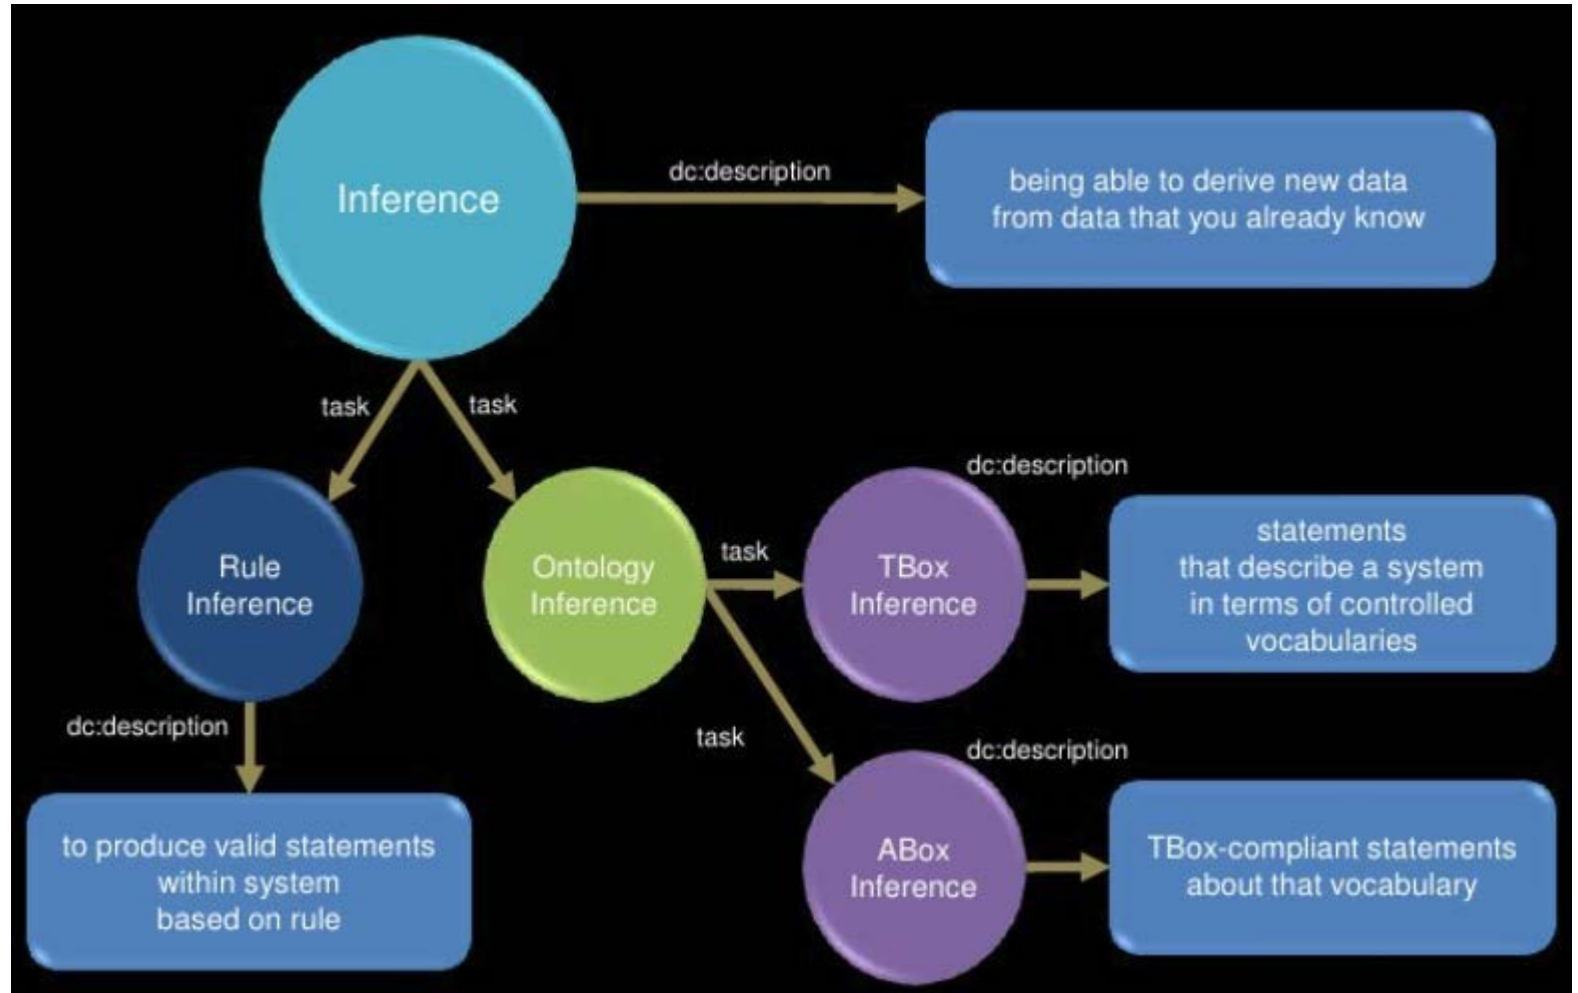 Inference
dc:description
being able to derive new data
from data that you already know
task
task
Rule
Inference
Ontology
Inference
task
TBox
Inference
dc:description
statements
that describe a system
in terms of controlled
vocabularies
dc:description
to produce valid statements
within system
based on rule
task
ABox
Inference
dc:description
TBox-compliant statements
about that vocabulary